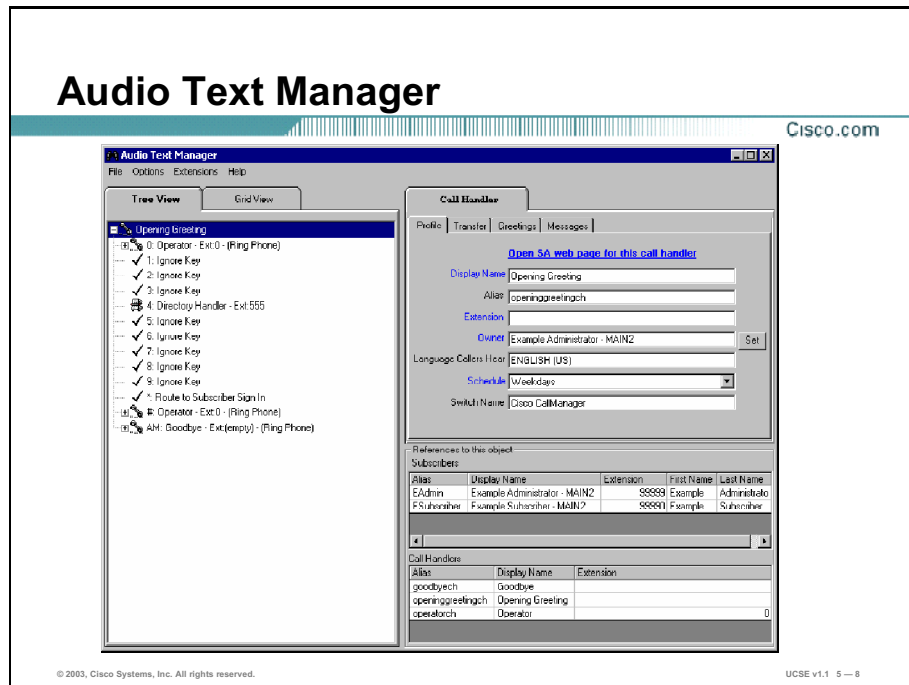 Audio Text Manager
Cisco.com
Audio Text Manager
File Options Extensions Help
Tree View Grid View
Opening Greeting
0: Operator - Ext:0 - (Ring Phone)
1: Ignore Key
2: Ignore Key
3: Ignore Key
4: Directory Handler - Ext:555
5: Ignore Key
6: Ignore Key
7: Ignore Key
8: Ignore Key
9: Ignore Key
*: Route to Subscriber Sign In
#: Operator - Ext:0 - (Ring Phone)
AM: Goodbye - Ext:(empty) - (Ring Phone)
Call Handler
Profile Transfer Greetings Messages
Open SA web page for this call handler
Display Name Opening Greeting
Alias openinggreetingch
Extension
Owner Example Administrator - MAIN2 Set
Language Callers Hear ENGLISH (US)
Schedule Weekdays
Switch Name Cisco CallManager
References to this object
Subscribers
Alias Display Name Extension First Name Last Name
EAdmin Example Administrator - MAIN2 99999 Example Administrato
ESubscriber Example Subscriber - MAIN2 99990 Example Subscriber
Call Handlers
Alias Display Name Extension
goodbyech Goodbye
openinggreetingch Opening Greeting
operatorch Operator 0
© 2003, Cisco Systems, Inc. All rights reserved.
UCSE v1.1 5 — 8